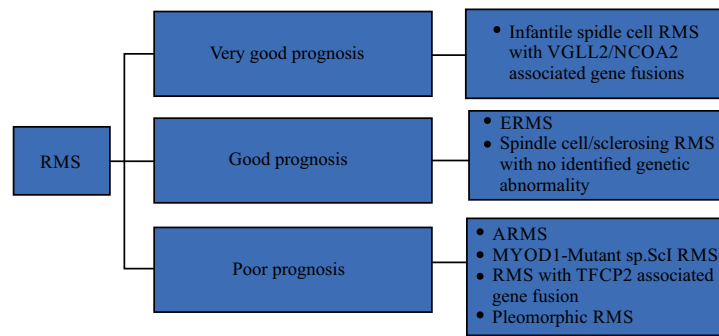 RMS
Very good prognosis
• Infantile spidle cell RMS
with VGLL2/NCOA2
associated gene fusions
Good prognosis
• ERMS
• Spindle cell/sclerosing RMS
with no identified genetic
abnormality
Poor prognosis
• ARMS
• MYOD1-Mutant sp.ScI RMS
• RMS with TFCP2 associated
gene fusion
• Pleomorphic RMS